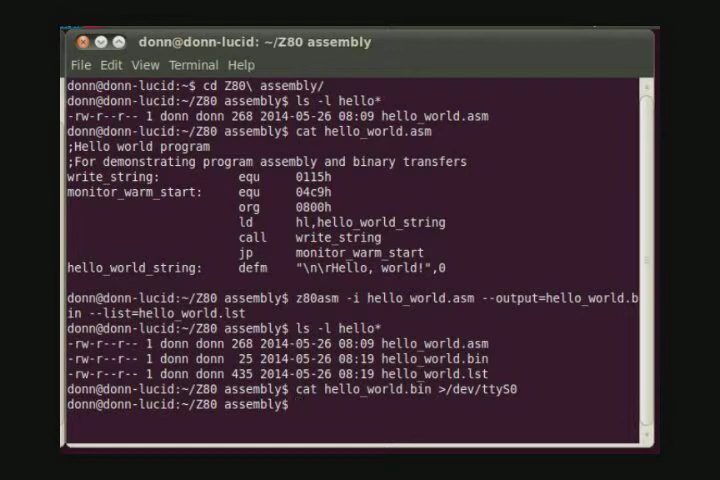 donn@donn-lucid: ~/Z80 assembly
File Edit View Terminal Help
donn@donn-lucid:~$ cd Z80\ assembly/
donn@donn-lucid:~/Z80 assembly$ ls -l hello*
-rw-r--r-- 1 donn donn 268 2014-05-26 08:09 hello_world.asm
donn@donn-lucid:~/Z80 assembly$ cat hello_world.asm
;Hello world program
;For demonstrating program assembly and binary transfers
write_string: equ 0115h
monitor_warm_start: equ 04c9h
org 0800h
ld hl,hello_world_string
call write_string
jp monitor_warm_start
hello_world_string: defm "\n\rHello, world!",0
donn@donn-lucid:~/Z80 assembly$ z80asm -i hello_world.asm --output=hello_world.b
in --list=hello_world.lst
donn@donn-lucid:~/Z80 assembly$ ls -l hello*
-rw-r--r-- 1 donn donn 268 2014-05-26 08:09 hello_world.asm
-rw-r--r-- 1 donn donn 25 2014-05-26 08:19 hello_world.bin
-rw-r--r-- 1 donn donn 435 2014-05-26 08:19 hello_world.lst
donn@donn-lucid:~/Z80 assembly$ cat hello_world.bin >/dev/ttyS0
donn@donn-lucid:~/Z80 assembly$